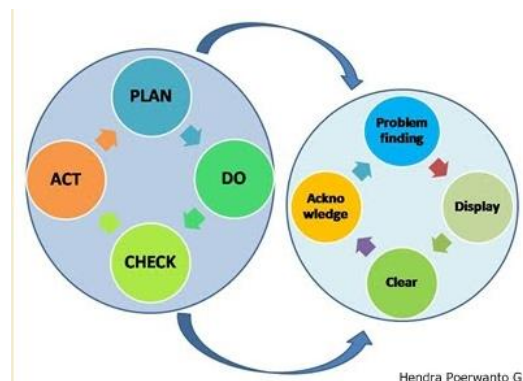 PLAN
DO
CHECK
ACT
Problem
finding
Display
Clear
Ackno
wledge
Hendra Poerwanto G